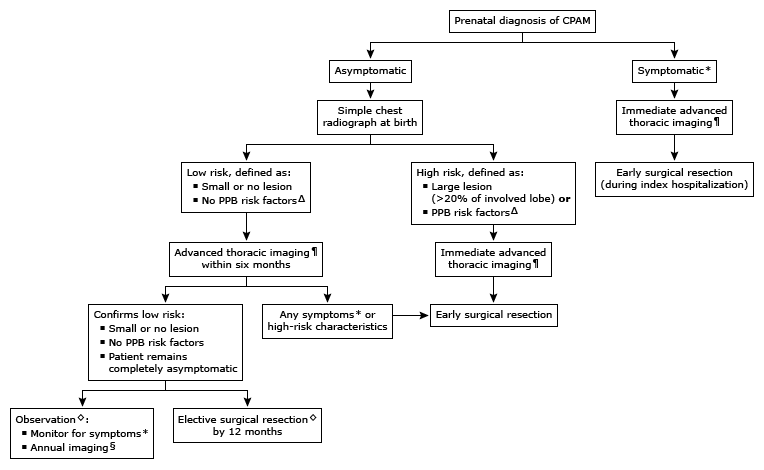 Prenatal diagnosis of CPAM
Asymptomatic
Symptomatic*
Simple chest
radiograph at birth
Immediate advanced
thoracic imaging¶
Early surgical resection
(during index hospitalization)
Low risk, defined as:
▪ Small or no lesion
▪ No PPB risk factorsΔ
High risk, defined as:
▪ Large lesion
(>20% of involved lobe) or
▪ PPB risk factorsΔ
Advanced thoracic imaging¶
within six months
Immediate advanced
thoracic imaging¶
Confirms low risk:
▪ Small or no lesion
▪ No PPB risk factors
▪ Patient remains
completely asymptomatic
Any symptoms* or
high-risk characteristics
Early surgical resection
Observation◇:
▪ Monitor for symptoms*
▪ Annual imaging§
Elective surgical resection◇
by 12 months